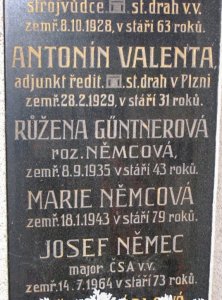 strojvůdce st. drah v.v.
zemř. 8.10.1928, v stáří 63 roků.
ANTONÍN VALENTA,
adjunkt ředit. st. drah v Plzni
zemř. 28.2.1929, v stáří 31 roků.
RŮŽENA GÜNTNEROVÁ
roz. NĚMCOVÁ,
zemř. 8.9.1935 v stáří 43 roků.
MARIE NĚMCOVÁ
zemř. 18.1.1943 v stáří 79 roků.
JOSEF NĚMEC
major ČSA v.v.
zemř. 14.7.1964 v stáří 73 roků.